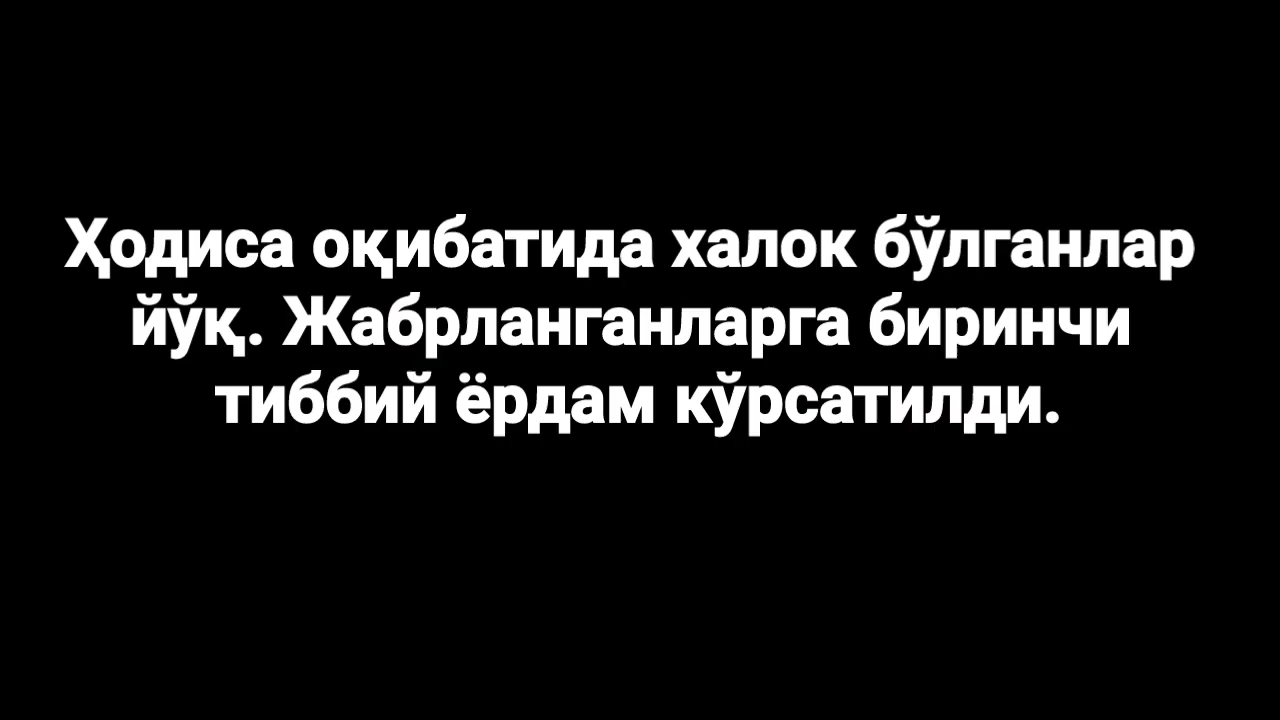 Ҳодиса оқибатида халок бўлганлар
йўқ. Жабрланганларга биринчи
тиббий ёрдам кўрсатилди.